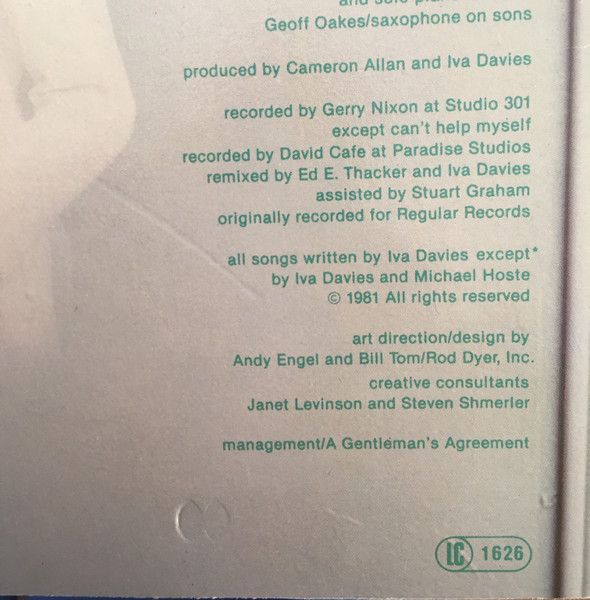 and solo
Geoff Oakes/saxophone on sons
produced by Cameron Allan and Iva Davies
recorded by Gerry Nixon at Studio 301
except can't help myself
recorded by David Cafe at Paradise Studios
remixed by Ed E. Thacker and Iva Davies
assisted by Stuart Graham
originally recorded for Regular Records
all songs written by Iva Davies except*
by Iva Davies and Michael Hoste
© 1981 All rights reserved
art direction/design by
Andy Engel and Bill Tom/Rod Dyer, Inc.
creative consultants
Janet Levinson and Steven Shmerler
management/A Gentleman's Agreement
LC 1626